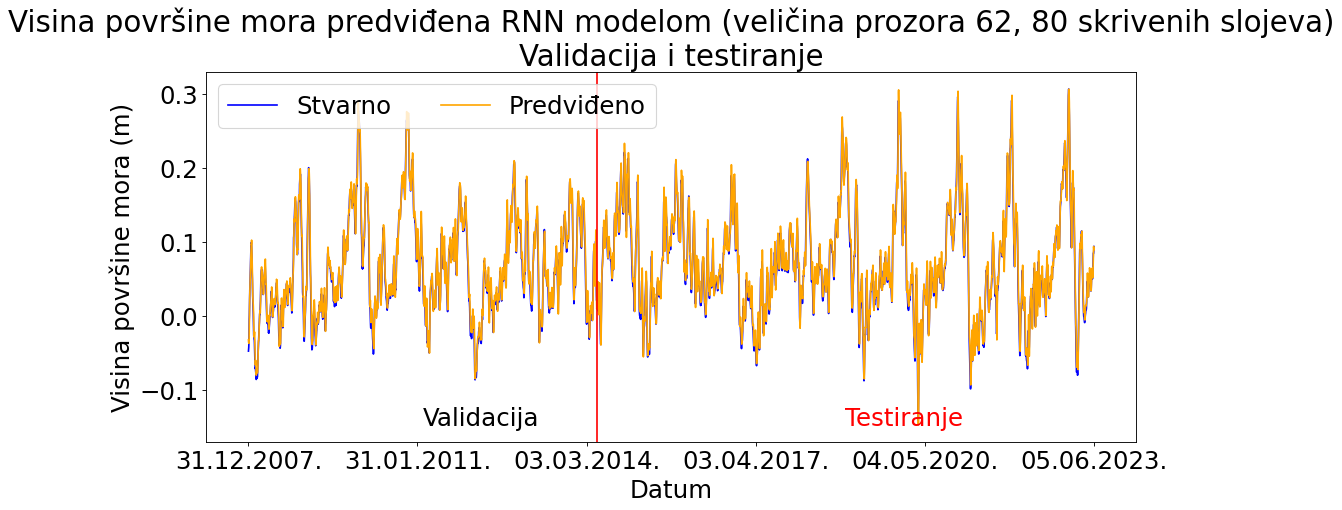 Visina površine mora predviđena RNN modelom (veličina prozora 62, 80 skrivenih slojeva)
Validacija i testiranje
Stvarno Predviđeno
Visina površine mora (m)
0.3
0.2
0.1
0.0
−0.1
Validacija Testiranje
31.12.2007. 31.01.2011. 03.03.2014. 03.04.2017. 04.05.2020. 05.06.2023.
Datum